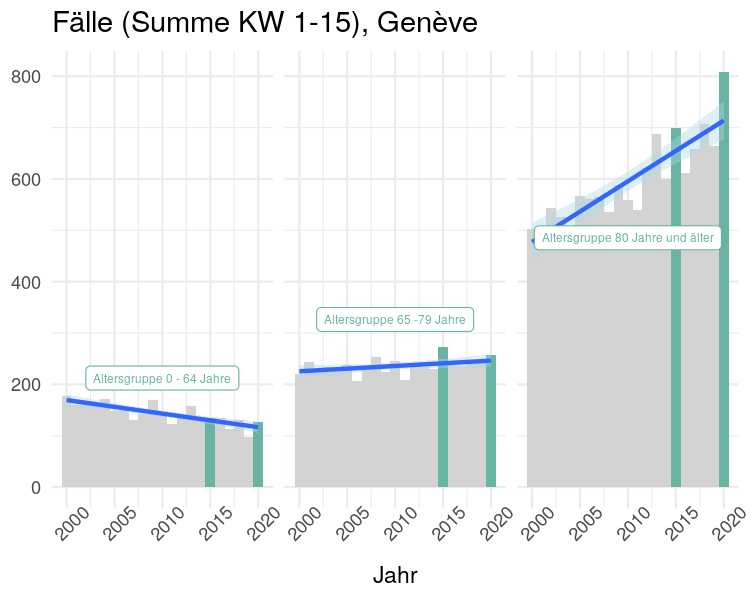 Fälle (Summe KW 1-15), Genève
800
600
400
200
0
Altersgruppe 0 - 64 Jahre
Altersgruppe 65 -79 Jahre
Altersgruppe 80 Jahre und älter
2000 2005 2010 2015 2020 2000 2005 2010 2015 2020 2000 2005 2010 2015 2020
Jahr